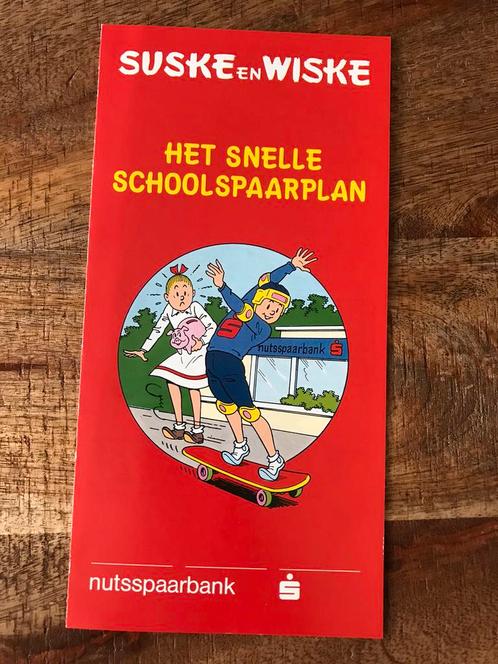 SUSKE EN WISKE
HET SNELLE
SCHOOLSPAARPLAN
nutsspaarbank
nutsspaarbank